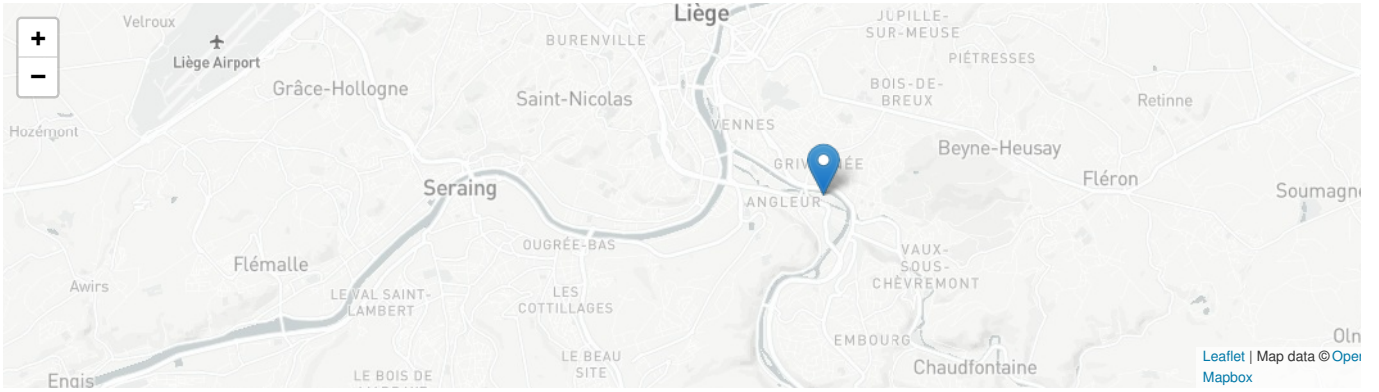 +
−
Velroux
Liège Airport
Hozémont
Grâce-Hollogne
BURENVILLE
Saint-Nicolas
Liège
JUPILLE-
SUR-MEUSE
PIÉTRESSES
BOIS-DE-
BREUX
Retinne
VENNES
Beyne-Heusay
Fléron
Soumagne
Seraing
ANGLEUR
OUGRÉE-BAS
Flémalle
Awirs
LE VAL SAINT-
LAMBERT
LES
COTTILLAGES
VAUX-
SOUS-
CHÈVREMONT
EMBOURG
Chaudfontaine
LE BEAU
SITE
LE BOIS DE
Engis
Oln
Leaflet | Map data © Open
Mapbox